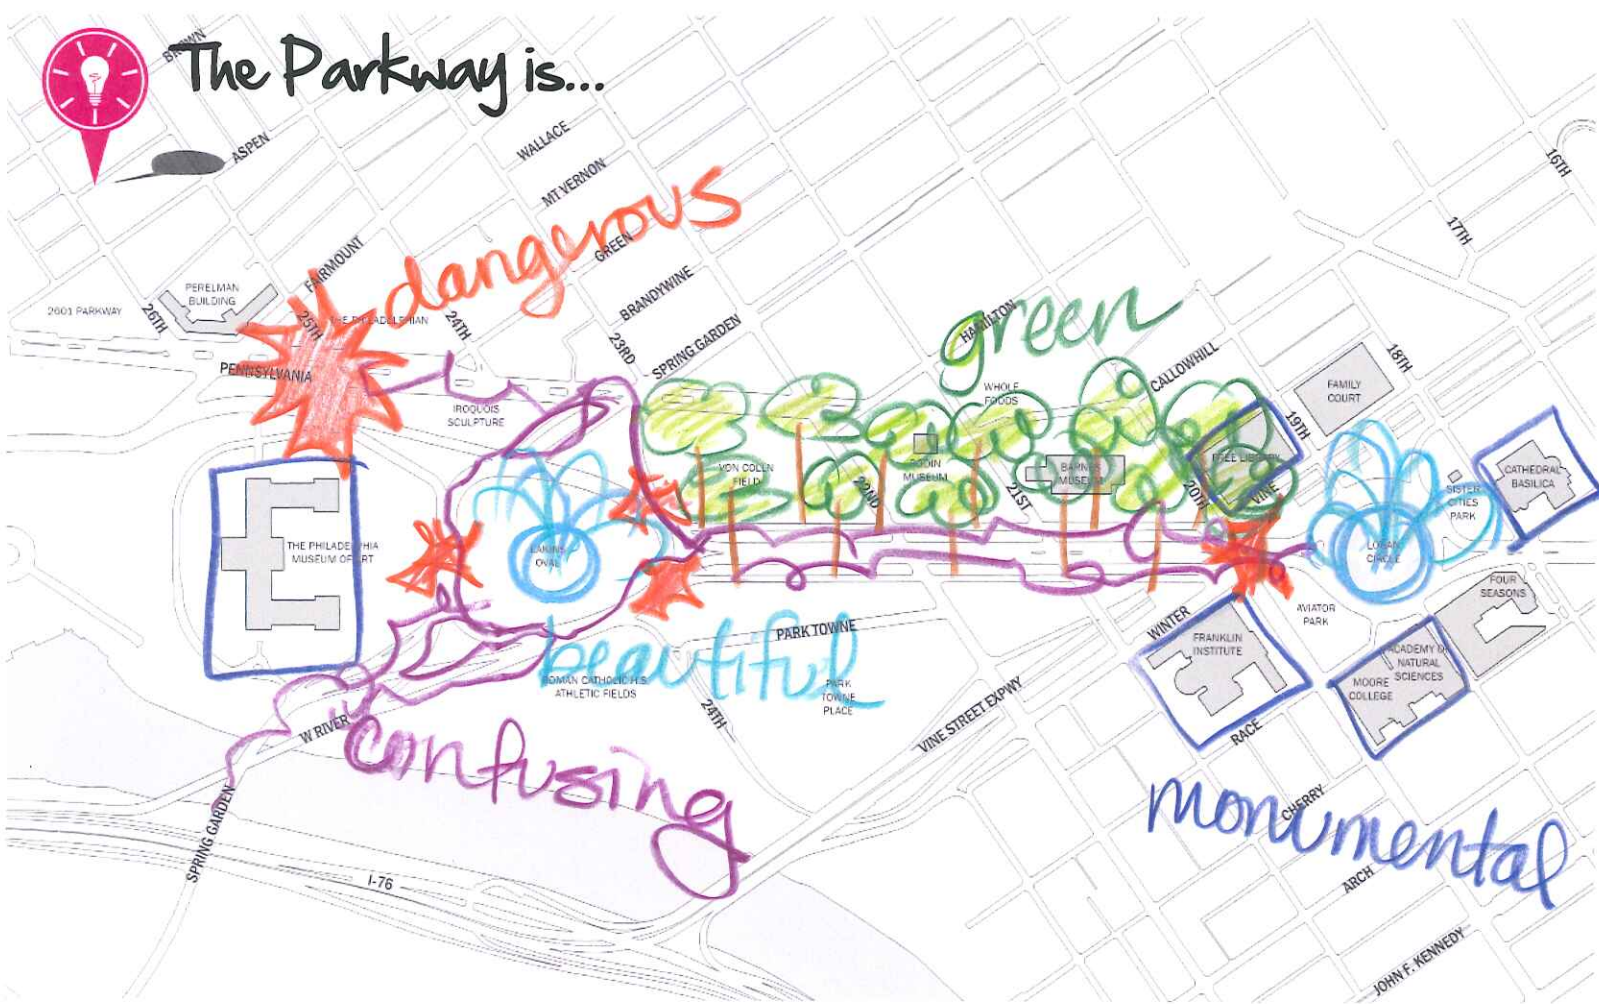 The Parkway is...
BROWN
ASPEN
WALLACE
MT VERNON
GREEN
BRANDYWINE
SPRING GARDEN
FAIRMOUNT
PERELMAN
BUILDING
2601 PARKWAY
26TH
25TH
THE PHILADELPHIAN
24TH
23RD
PENNSYLVANIA
dangerous
IROQUOIS
SCULPTURE
green
HAMILTON
WHOLE
FOODS
CALLOWHILL
16TH
17TH
18TH
19TH
FAMILY
COURT
VON COLLN
FIELD
22ND
RODIN
MUSEUM
21ST
BARNES
MUSEUM
20TH
FREE LIBRARY
VINE
SISTER
CITIES
PARK
CATHEDRAL
BASILICA
THE PHILADELPHIA
MUSEUM OF ART
EAKINS
OVAL
LOGAN
CIRCLE
FOUR
SEASONS
AVIATOR
PARK
WINTER
FRANKLIN
INSTITUTE
ACADEMY OF
NATURAL
SCIENCES
MOORE
COLLEGE
beautiful
PARK TOWNE
ROMAN CATHOLIC H.S.
ATHLETIC FIELDS
PARK
TOWNE
PLACE
24TH
VINE STREET EXPWY
RACE
W RIVER
confusing
SPRING GARDEN
I-76
monumental
CHERRY
ARCH
JOHN F. KENNEDY